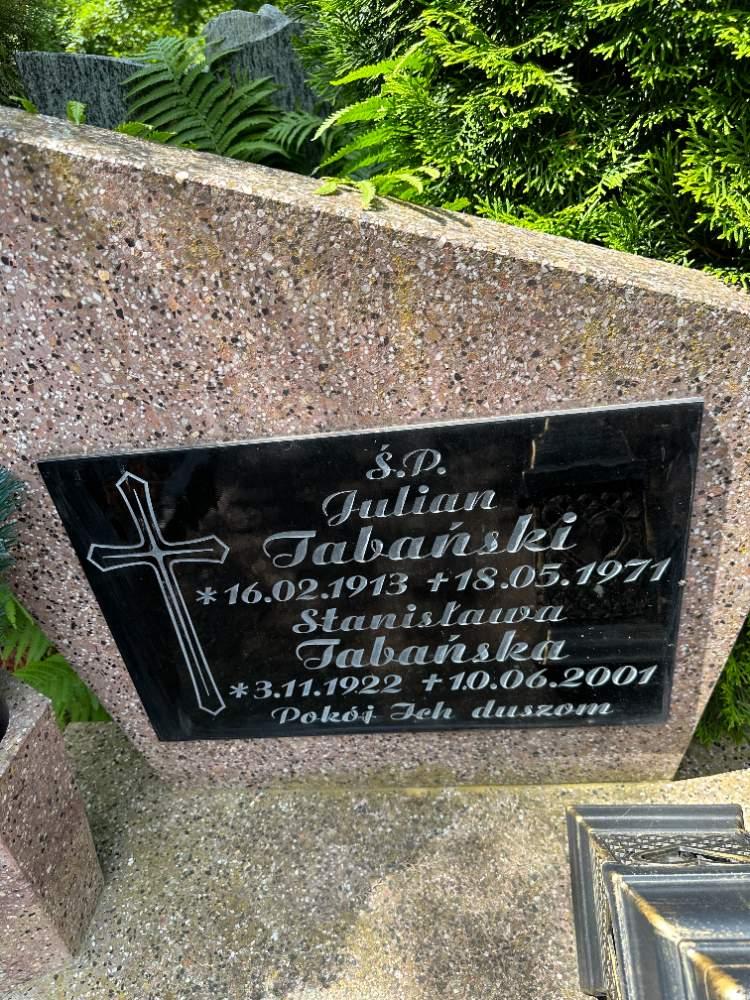 Ś.P.
Julian
Tabański
*16.02.1913 +18.05.1971
Stanisława
Tabańska
*3.11.1922 +10.06.2001
Pokój Ich duszom